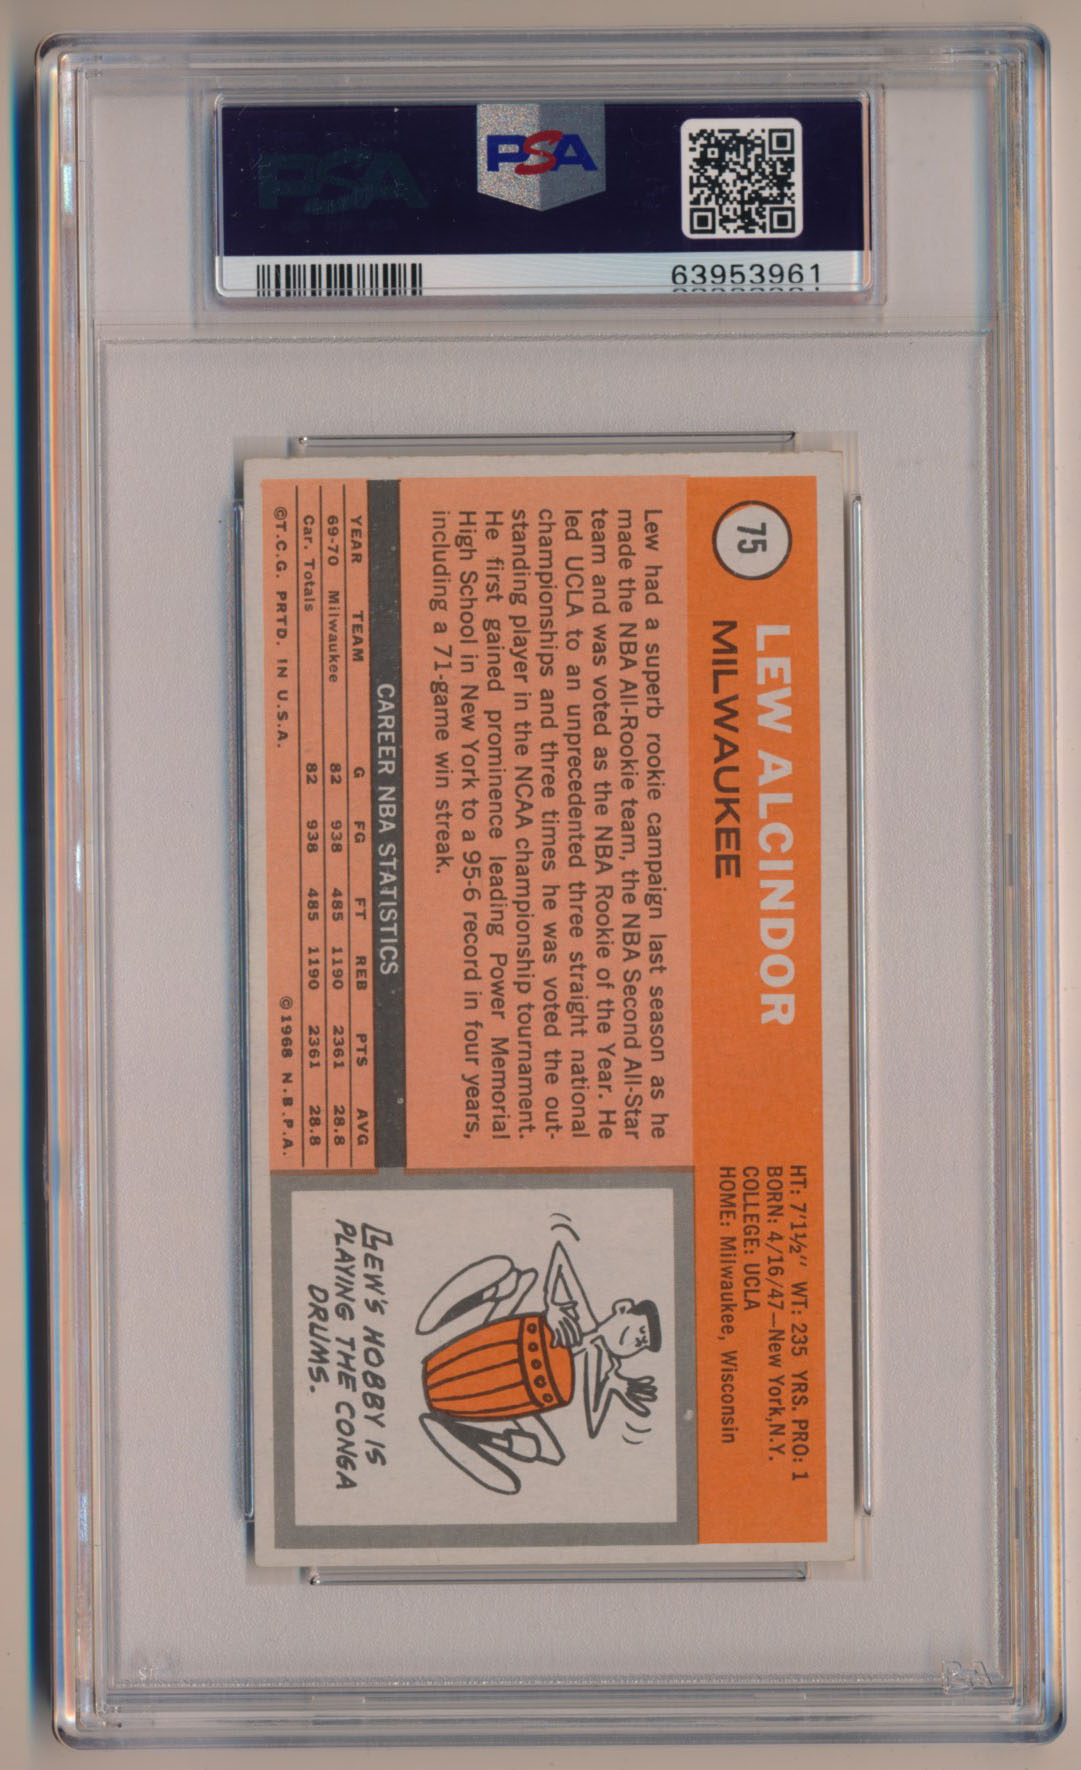 PSA
PSA
63953961
75
LEW ALCINDOR
MILWAUKEE
HT: 7'1½" WT: 235 YRS. PRO: 1
BORN: 4/16/47—New York,N.Y.
COLLEGE: UCLA
HOME: Milwaukee, Wisconsin
Lew had a superb rookie campaign last season as he
made the NBA All-Rookie team, the NBA Second All-Star
team and was voted as the NBA Rookie of the Year. He
led UCLA to an unprecedented three straight national
championships and three times he was voted the out-
standing player in the NCAA championship tournament.
He first gained prominence leading Power Memorial
High School in New York to a 95-6 record in four years,
including a 71-game win streak.
CAREER NBA STATISTICS
YEAR TEAM G FG FT REB PTS AVG
69-70 Milwaukee 82 938 485 1190 2361 28.8
Car. Totals 82 938 485 1190 2361 28.8
©T.C.G. PRTD. IN U.S.A. ©1968 N.B.P.A.
LEW'S HOBBY IS
PLAYING THE CONGA
DRUMS.